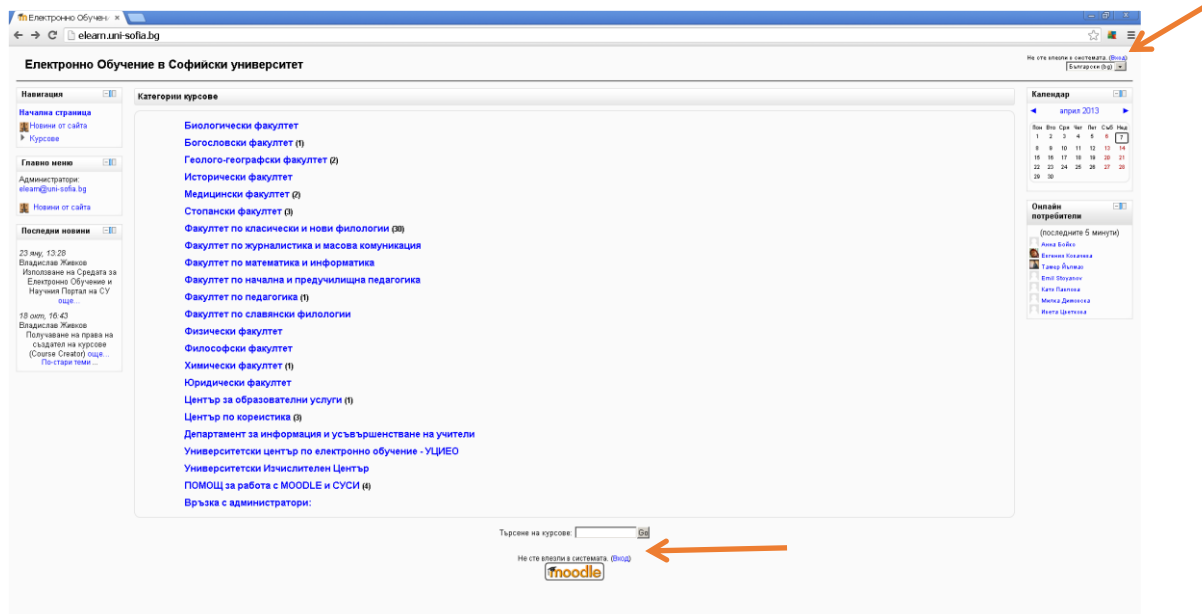 Електронно Обучен
elearn.uni-sofia.bg
Електронно Обучение в Софийски университет
Не сте влезли в системата. (Вход)
Български (bg)
Навигация
Начална страница
Новини от сайта
Курсове
Главно меню
Администратори:
elearn@uni-sofia.bg
Новини от сайта
Последни новини
23 яну, 13:28
Владислав Живков
Използване на Средата за
Електронно Обучение и
Научния Портал на СУ
още...
18 окт, 16:43
Владислав Живков
Получаване на права на
създател на курсове
(Course Creator) още...
По-стари теми ...
Категории курсове
Биологически факултет
Богословски факултет (1)
Геолого-географски факултет (2)
Исторически факултет
Медицински факултет (2)
Стопански факултет (3)
Факултет по класически и нови филологии (30)
Факултет по журналистика и масова комуникация
Факултет по математика и информатика
Факултет по начална и предучилищна педагогика
Факултет по педагогика (1)
Факултет по славянски филологии
Физически факултет
Философски факултет
Химически факултет (1)
Юридически факултет
Център за образователни услуги (1)
Център по кореистика (3)
Департамент за информация и усъвършенстване на учители
Университетски център по електронно обучение - УЦИЕО
Университетски Изчислителен Център
ПОМОЩ за работа с MOODLE и СУСИ (4)
Връзка с администратори:
Календар
април 2013
Пон Вто Сря Чет Пет Съб Нед
1 2 3 4 5 6 7
8 9 10 11 12 13 14
15 16 17 18 19 20 21
22 23 24 25 26 27 28
29 30
Онлайн
потребители
(последните 5 минути)
Анна Бойко
Евгения Ковачева
Emil Stoyanov
Катя Павлова
Милка Димовска
Ивета Цветкова
Търсене на курсове: Go
Не сте влезли в системата. (Вход)
moodle